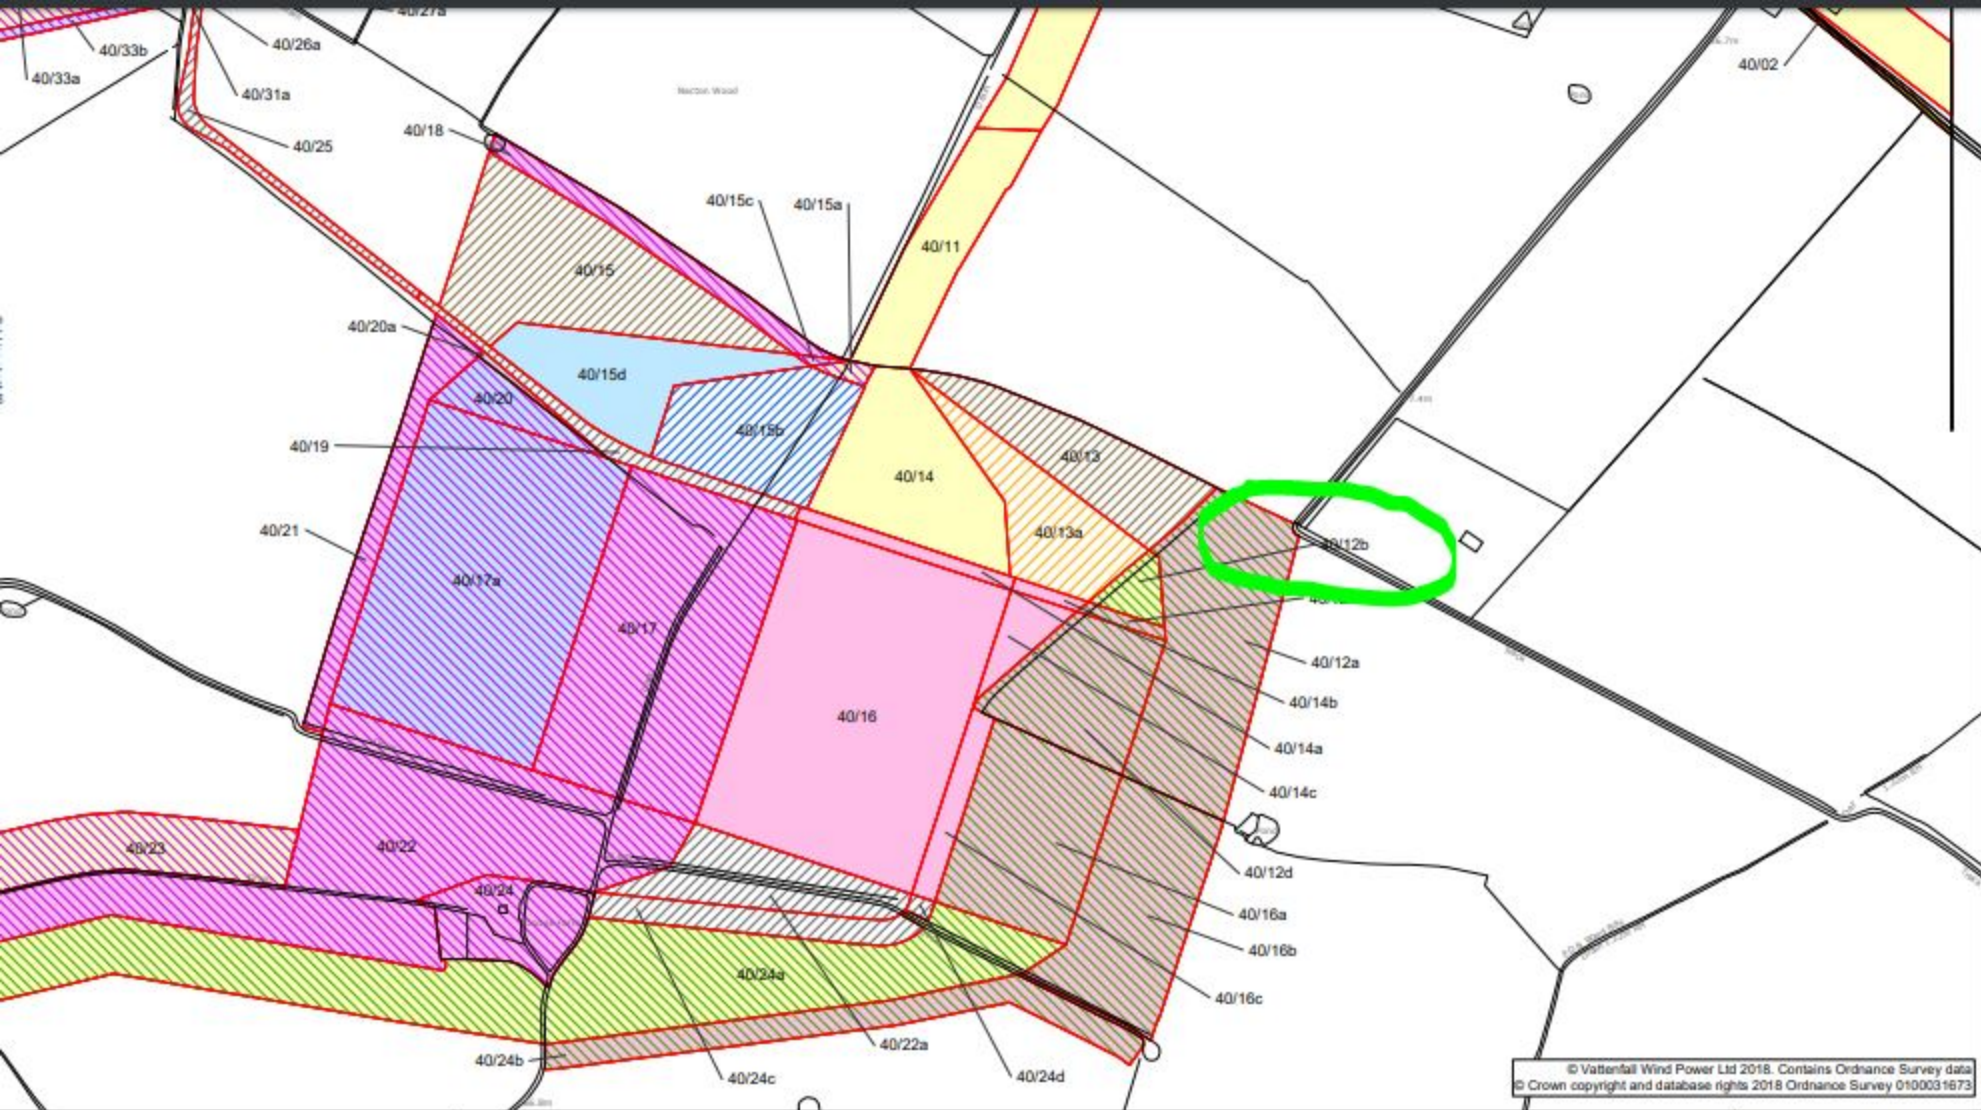 40/27a
40/33b
40/26a
40/33a
40/02
40/31a
Necton Wood
40/18
40/25
40/15c
40/15a
40/11
40/15
40/20a
40/15d
40/20
40/15b
40/19
40/13
40/14
40/21
40/13a
40/12b
40/17a
40/17
40/12a
40/14b
40/16
40/14a
40/14c
40/23
40/22
40/12d
40/24
40/16a
40/16b
40/24a
40/16c
40/22a
40/24b
40/24c
40/24d
© Vattenfall Wind Power Ltd 2018. Contains Ordnance Survey data
© Crown copyright and database rights 2018 Ordnance Survey 0100031673